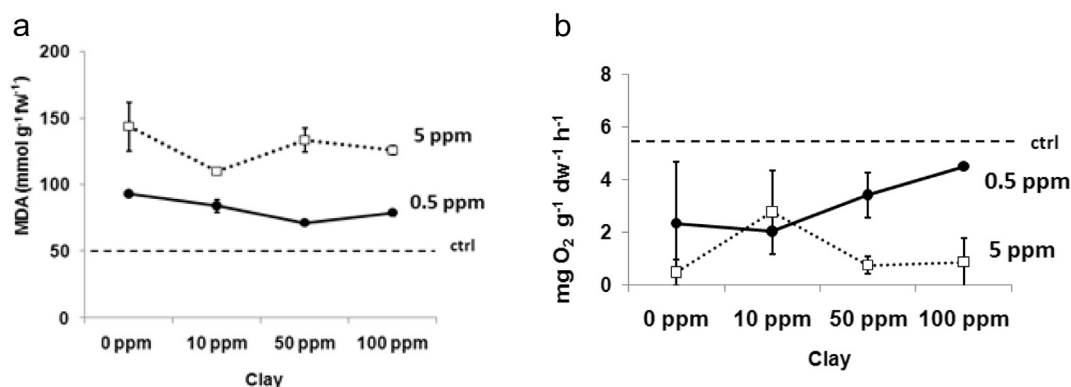 a
MDA (mmol g⁻¹ fw⁻¹)
200
150
100
50
0
5 ppm
0.5 ppm
ctrl
0 ppm 10 ppm 50 ppm 100 ppm
Clay
b
mg O₂ g⁻¹ dw⁻¹ h⁻¹
8
6
4
2
0
ctrl
0.5 ppm
5 ppm
0 ppm 10 ppm 50 ppm 100 ppm
Clay